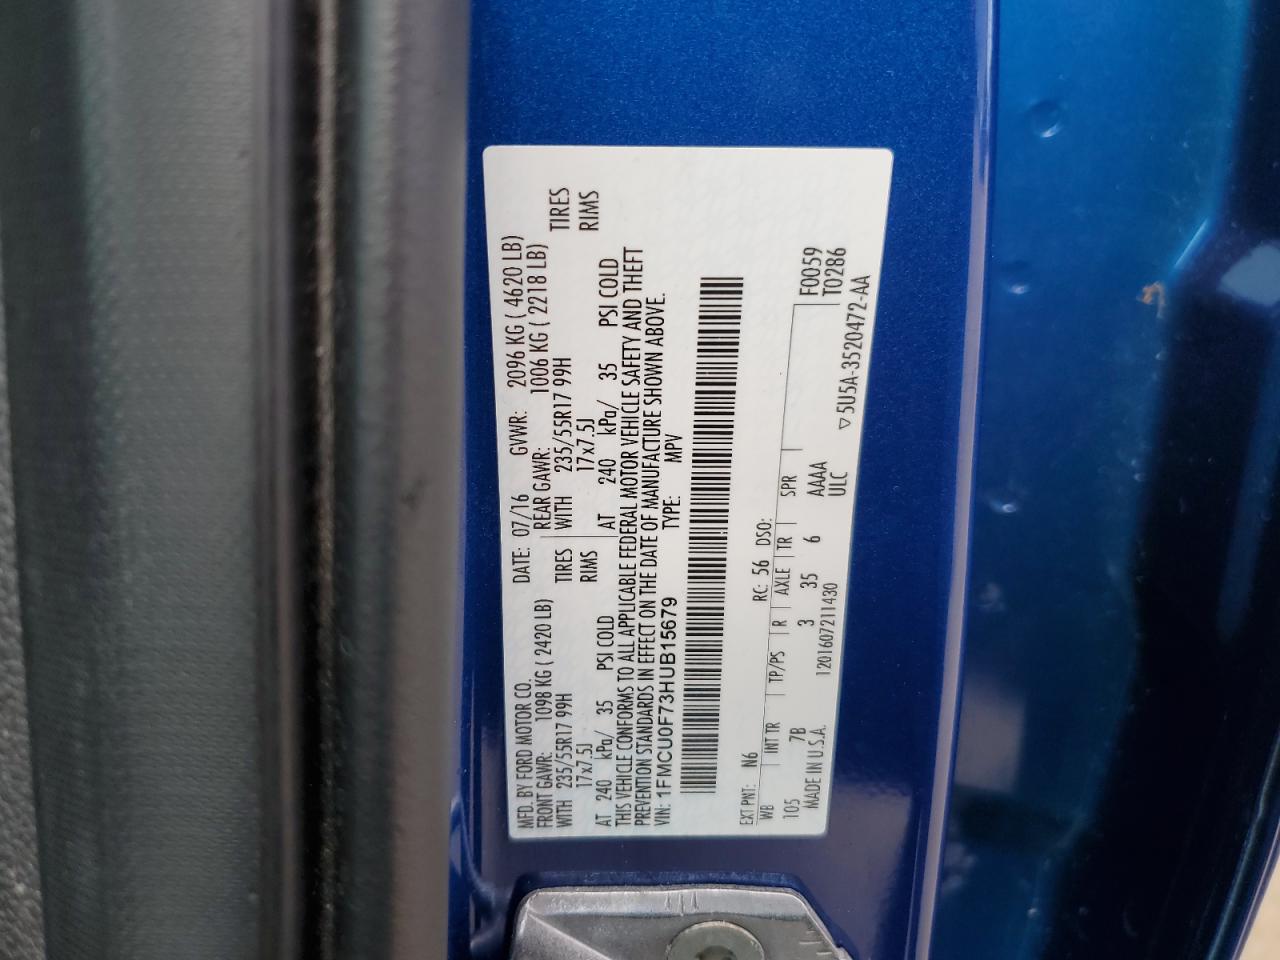 MFD. BY FORD MOTOR CO. DATE: 07/16 GVWR: 2096 KG ( 4620 LB)
FRONT GAWR: 1098 KG ( 2420 LB) REAR GAWR: 1006 KG ( 2218 LB)
WITH 235/55R17 99H TIRES WITH 235/55R17 99H TIRES
17x7.5J RIMS 17x7.5J RIMS
AT 240 kPa/ 35 PSI COLD AT 240 kPa/ 35 PSI COLD
THIS VEHICLE CONFORMS TO ALL APPLICABLE FEDERAL MOTOR VEHICLE SAFETY AND THEFT
PREVENTION STANDARDS IN EFFECT ON THE DATE OF MANUFACTURE SHOWN ABOVE.
VIN: 1FMCU0F73HUB15679 TYPE: MPV
EXT PNT: N6 RC: 56 DSO:
WB INT TR TP/PS R AXLE TR SPR F0059
105 7B 3 35 6 AAAA T0286
MADE IN U.S.A. 1201607211430 ULC
▽5U5A-3520472-AA